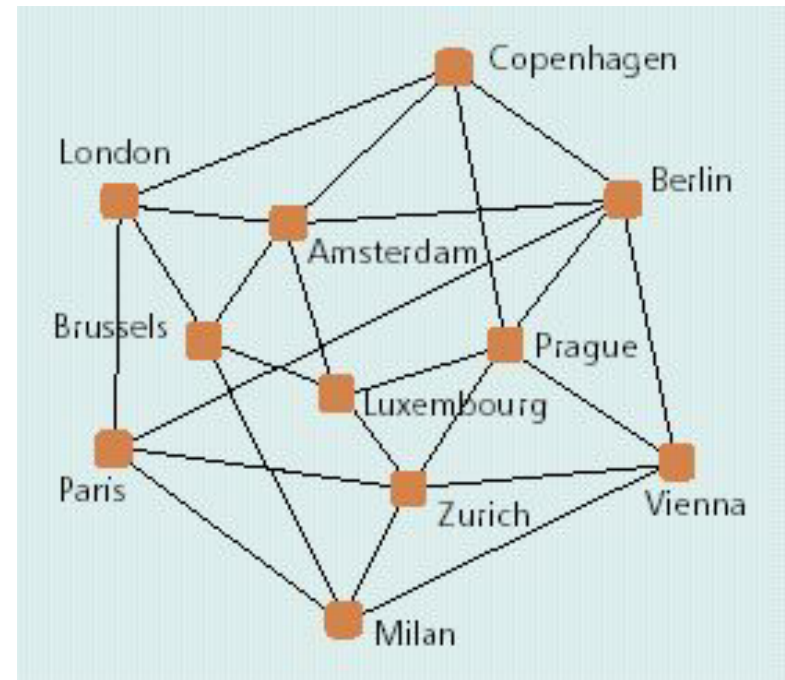 Copenhagen
London
Berlin
Amsterdam
Brussels
Prague
Luxembourg
Paris
Zurich
Vienna
Milan